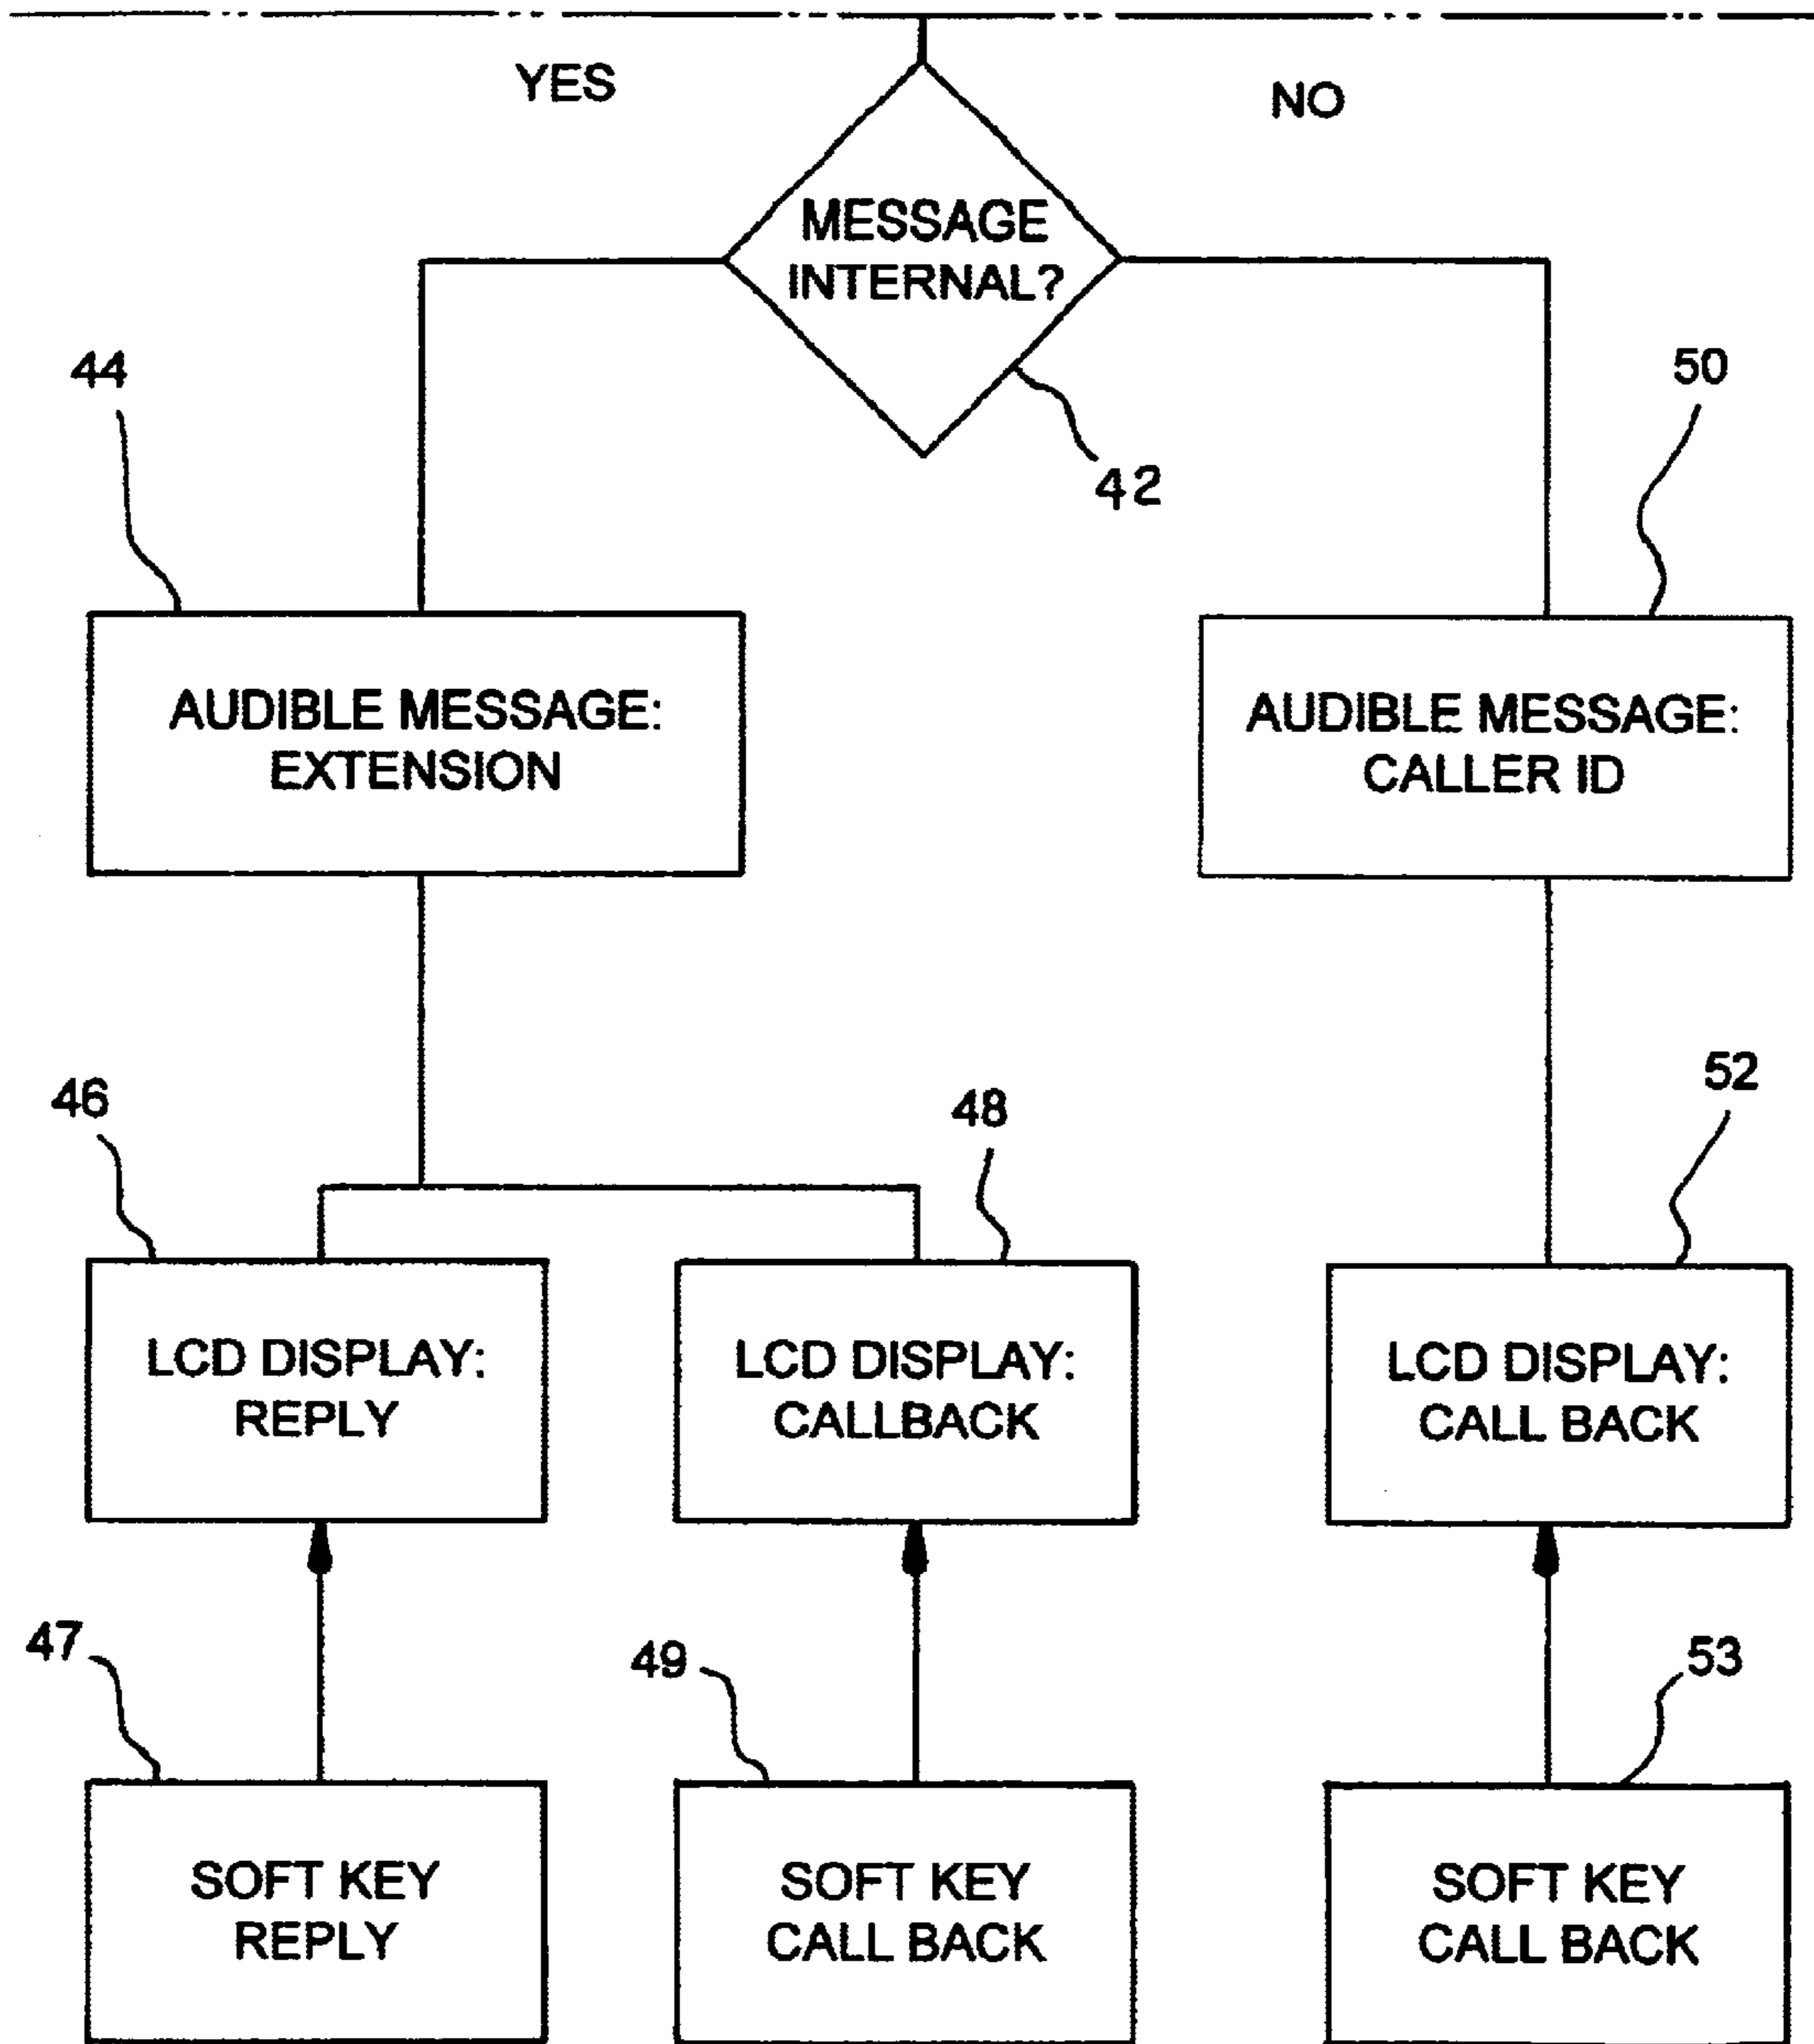 YES
NO
MESSAGE
INTERNAL?
44
50
42
AUDIBLE MESSAGE:
EXTENSION
AUDIBLE MESSAGE:
CALLER ID
46
48
52
LCD DISPLAY:
REPLY
LCD DISPLAY:
CALLBACK
LCD DISPLAY:
CALL BACK
47
49
53
SOFT KEY
REPLY
SOFT KEY
CALL BACK
SOFT KEY
CALL BACK